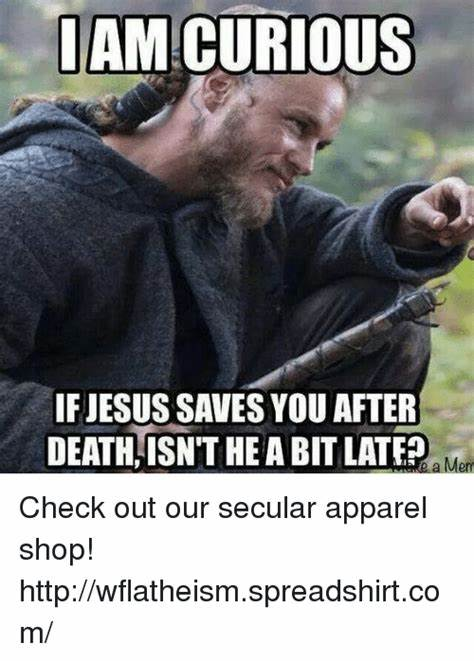 I AM CURIOUS
IF JESUS SAVES YOU AFTER
DEATH, ISN'T HE A BIT LATE?
a Mem
Check out our secular apparel
shop!
http://wflatheism.spreadshirt.co
m/